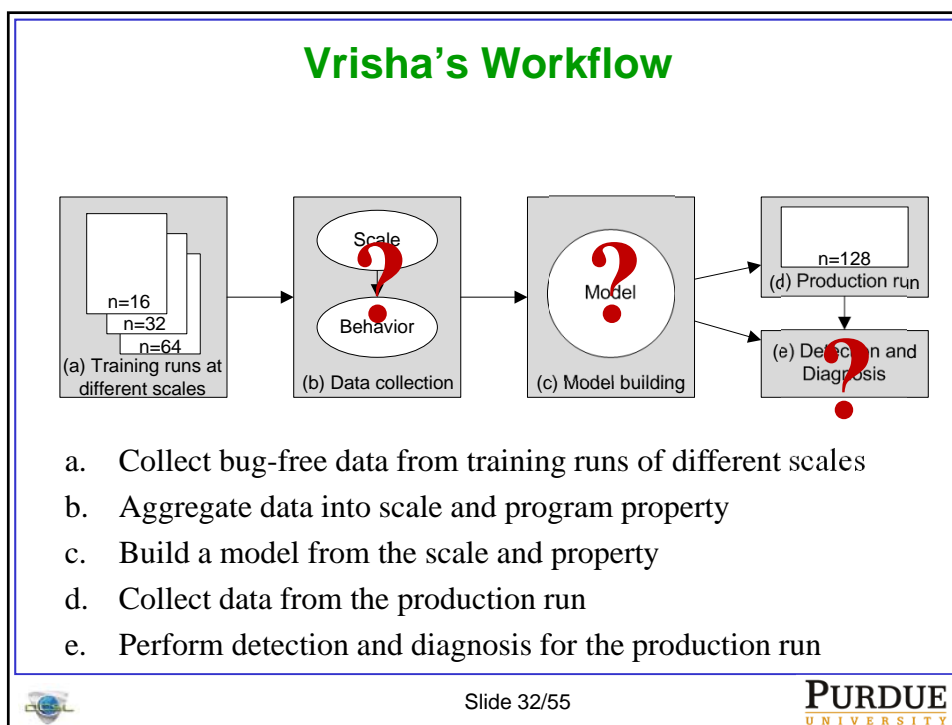 Vrisha's Workflow
n=16
n=32
n=64
(a) Training runs at
different scales
Scale
?
Behavior
(b) Data collection
?
Model
(c) Model building
n=128
(d) Production run
(e) Detection and
Diagnosis
?
a. Collect bug-free data from training runs of different scales
b. Aggregate data into scale and program property
c. Build a model from the scale and property
d. Collect data from the production run
e. Perform detection and diagnosis for the production run
Slide 32/55
PURDUE
UNIVERSITY